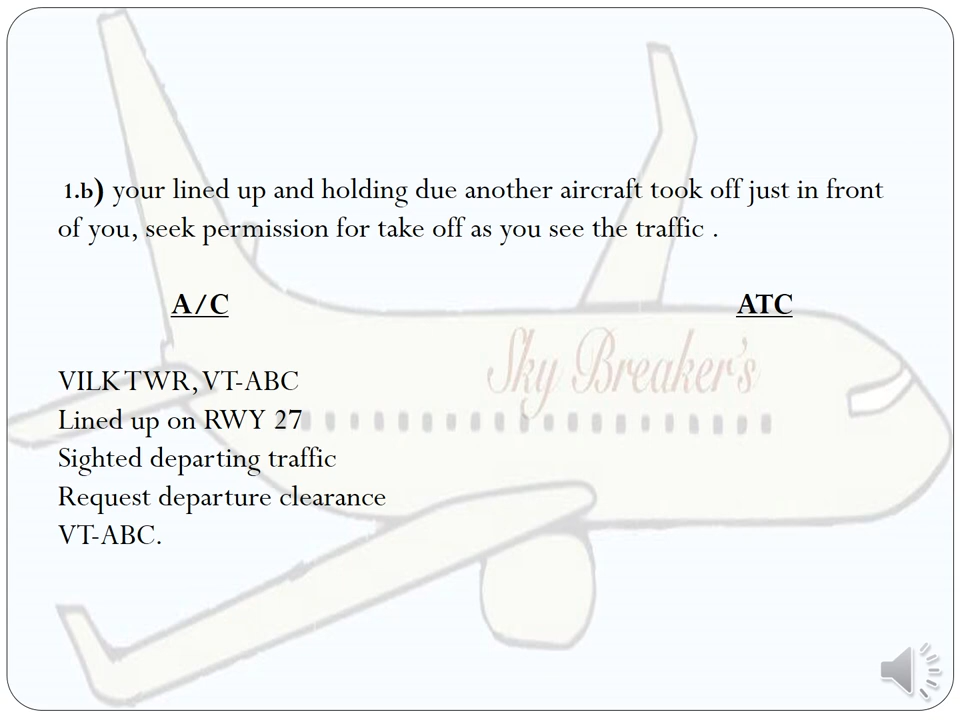 1.b) your lined up and holding due another aircraft took off just in front
of you, seek permission for take off as you see the traffic .
A/C ATC
Sky Breaker's
VILK TWR, VT-ABC
Lined up on RWY 27
Sighted departing traffic
Request departure clearance
VT-ABC.